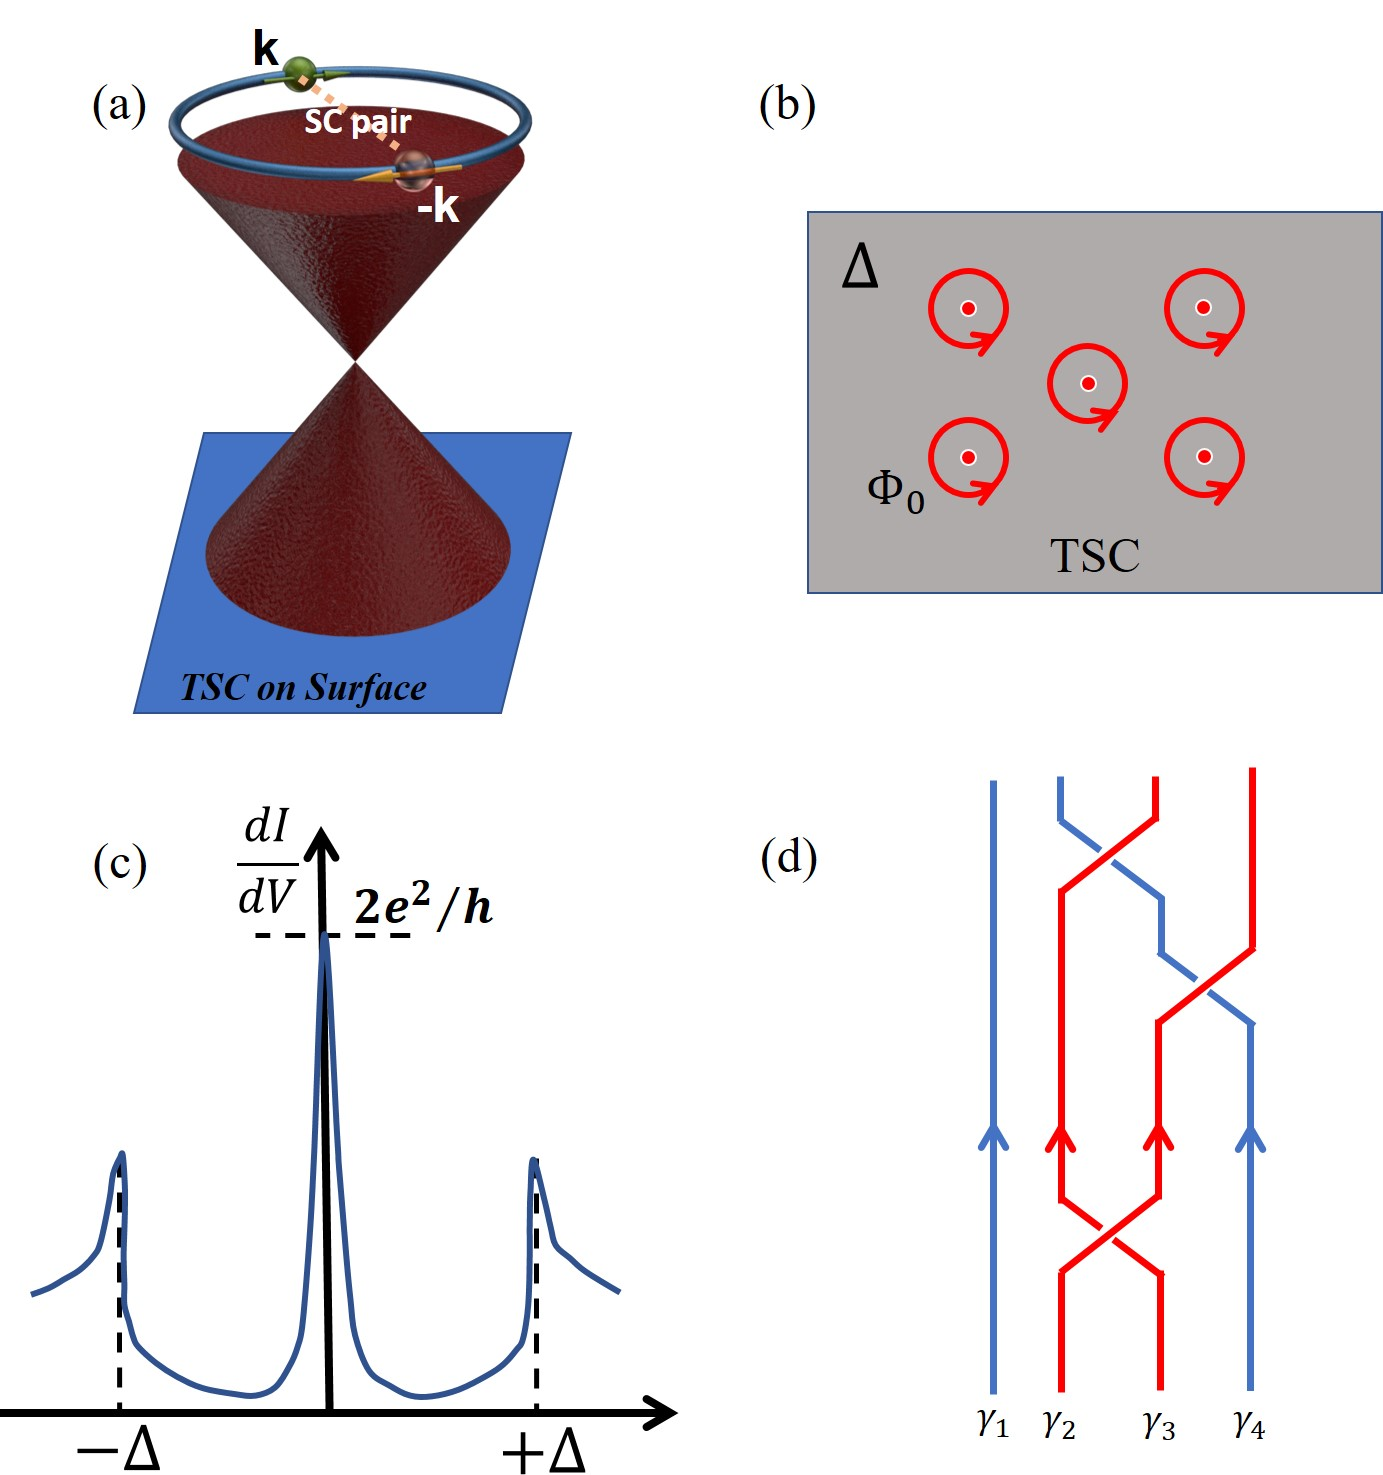 (a)
k
SC pair
-k
TSC on Surface
(b)
Δ
Φ₀
TSC
(c)
dI
dV
2e²/h
−Δ
+Δ
(d)
γ₁ γ₂ γ₃ γ₄